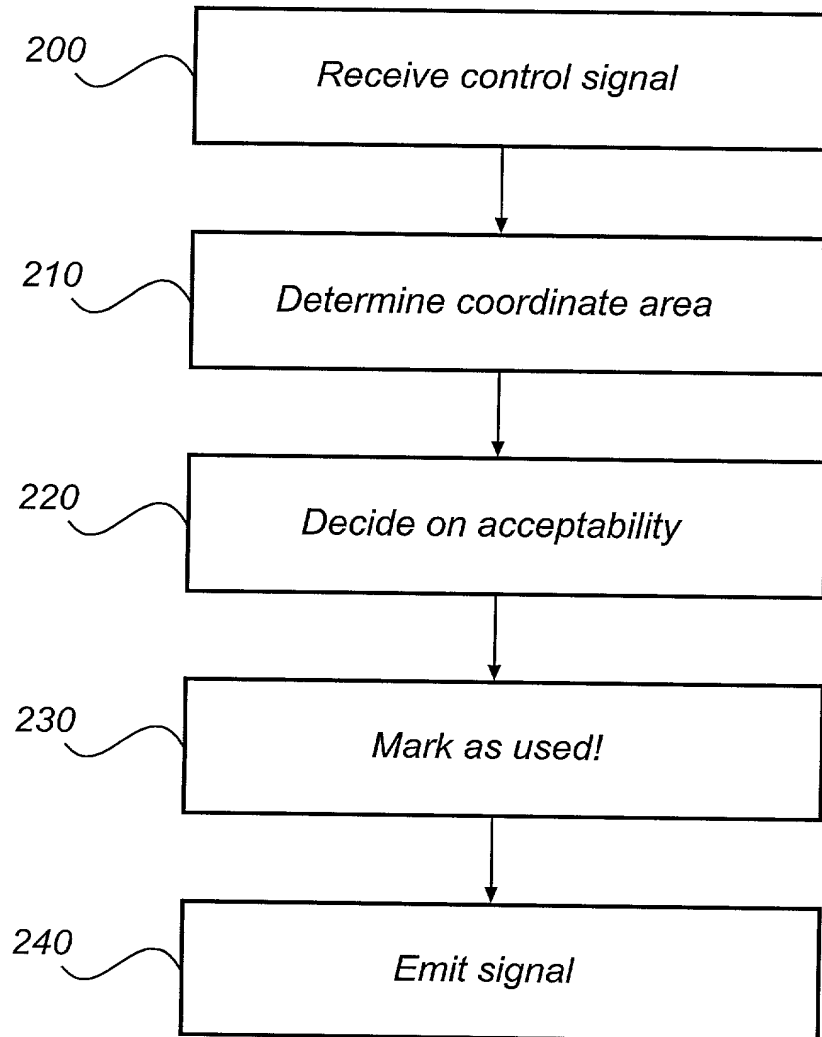 200
Receive control signal
210
Determine coordinate area
220
Decide on acceptability
230
Mark as used!
240
Emit signal